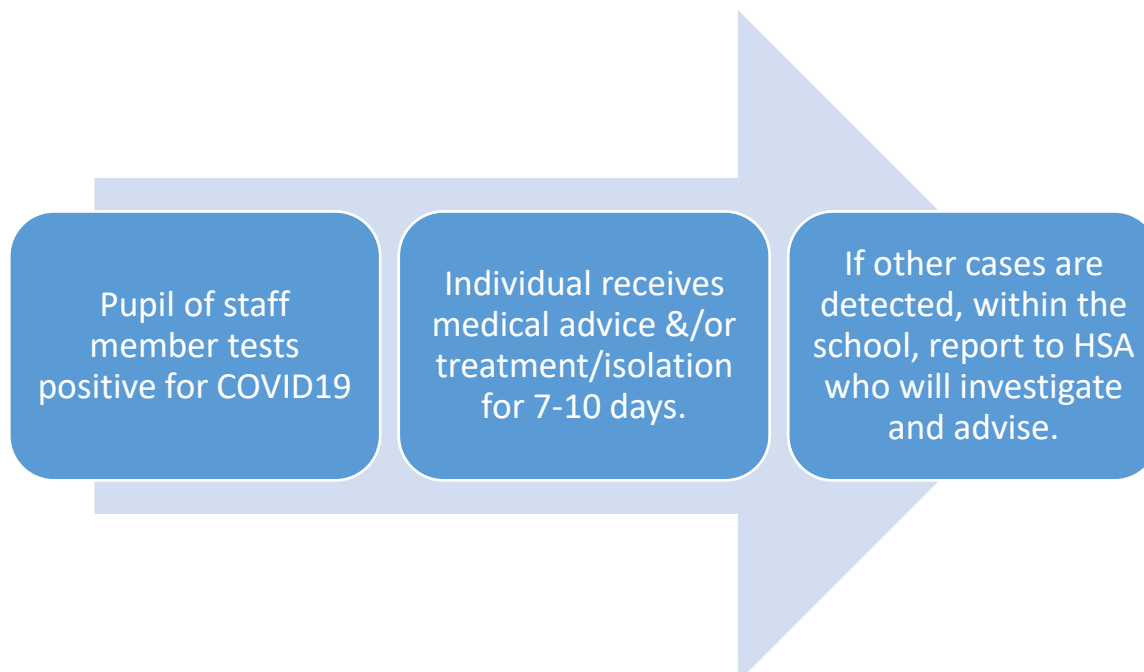 Pupil of staff
member tests
positive for COVID19
Individual receives
medical advice &/or
treatment/isolation
for 7-10 days.
If other cases are
detected, within the
school, report to HSA
who will investigate
and advise.